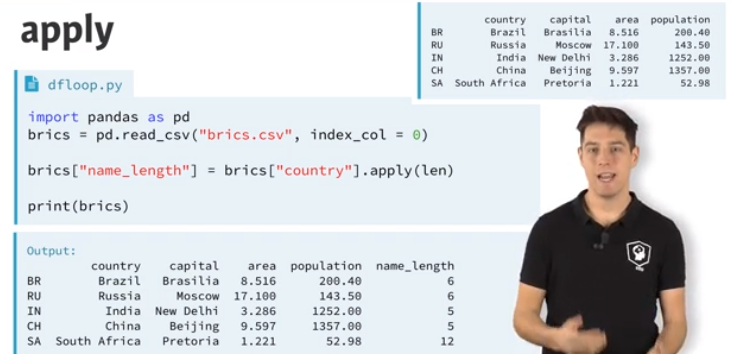 apply
country capital area population
BR Brazil Brasilia 8.516 200.40
RU Russia Moscow 17.100 143.50
IN India New Delhi 3.286 1252.00
CH China Beijing 9.597 1357.00
SA South Africa Pretoria 1.221 52.98
dfloop.py
import pandas as pd
brics = pd.read_csv("brics.csv", index_col = 0)
brics["name_length"] = brics["country"].apply(len)
print(brics)
Output:
country capital area population name_length
BR Brazil Brasilia 8.516 200.40 6
RU Russia Moscow 17.100 143.50 6
IN India New Delhi 3.286 1252.00 5
CH China Beijing 9.597 1357.00 5
SA South Africa Pretoria 1.221 52.98 12